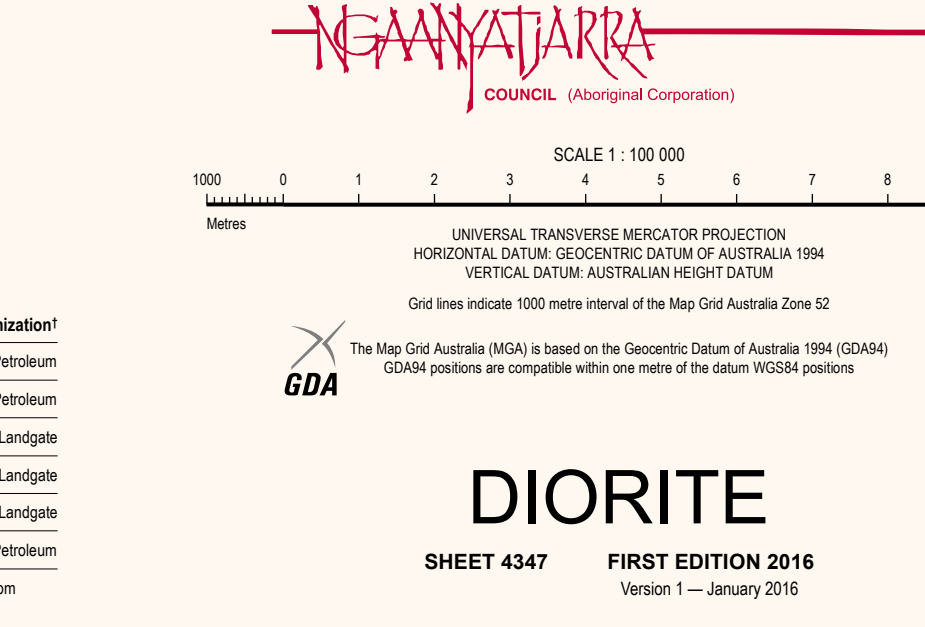 NGAANYATJARRA
COUNCIL (Aboriginal Corporation)
SCALE 1 : 100 000
1000 0 1 2 3 4 5 6 7 8
Metres
UNIVERSAL TRANSVERSE MERCATOR PROJECTION
HORIZONTAL DATUM: GEOCENTRIC DATUM OF AUSTRALIA 1994
VERTICAL DATUM: AUSTRALIAN HEIGHT DATUM
Grid lines indicate 1000 metre interval of the Map Grid Australia Zone 52
GDA
The Map Grid Australia (MGA) is based on the Geocentric Datum of Australia 1994 (GDA94)
GDA94 positions are compatible within one metre of the datum WGS84 positions
nization†
Petroleum
Petroleum
Landgate
Landgate
Landgate
Petroleum
om
DIORITE
SHEET 4347 FIRST EDITION 2016
Version 1 — January 2016